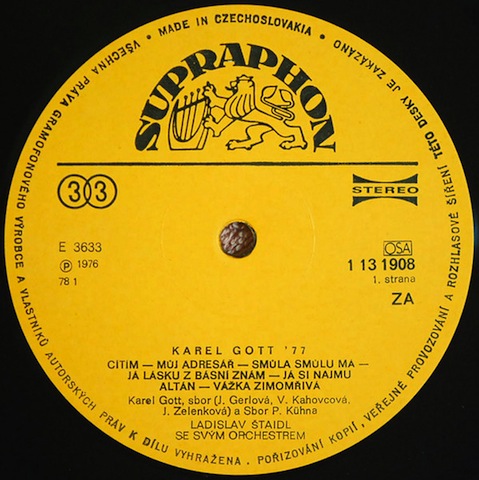 • MADE IN CZECHOSLOVAKIA •
VŠECHNA PRÁVA GRAMOFONOVÉHO VÝROBCE A VLASTNÍKŮ AUTORSKÝCH PRÁV K DÍLU VYHRAŽENA. POŘIZOVÁNÍ KOPIÍ, VEŘEJNÉ PROVOZOVÁNÍ A ROZHLASOVÉ ŠÍŘENÍ TÉTO DESKY JE ZAKÁZÁNO
SUPRAPHON
33
STEREO
E 3633
Ⓟ 1976
78 1
OSA
1 13 1908
1. strana
ZA
KAREL GOTT '77
CÍTÍM — MŮJ ADRESÁŘ — SMŮLA SMŮLU MÁ —
JÁ LÁSKU Z BÁSNÍ ZNÁM — JÁ SI NAJMU
ALTÁN — VÁŽKA ZIMOMŘIVÁ
Karel Gott, sbor (J. Gerlová, V. Kahovcová,
J. Zelenková) a Sbor P. Kühna
LADISLAV ŠTAIDL
SE SVÝM ORCHESTREM